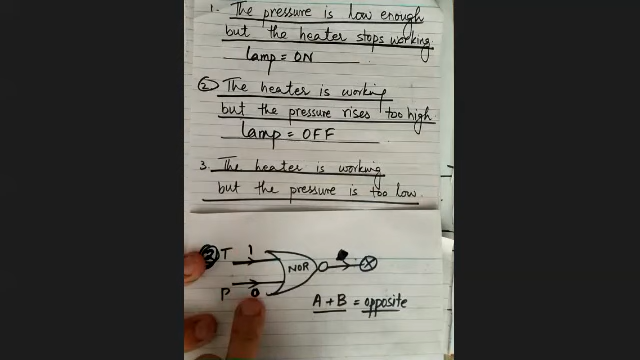 1. The pressure is low enough
but the heater stops working
lamp = ON
② The heater is working
but the pressure rises too high
lamp = OFF
3. The heater is working
but the pressure is too low
T 1
NOR
P 0
A + B = opposite